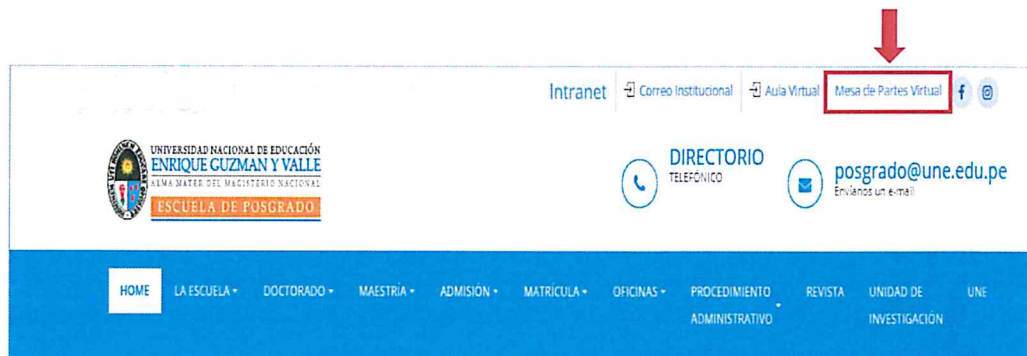 Intranet Correo Institucional Aula Virtual Mesa de Partes Virtual
UNIVERSIDAD NACIONAL DE EDUCACIÓN
ENRIQUE GUZMAN Y VALLE
ALMA MATER DEL MAGISTERIO NACIONAL
ESCUELA DE POSGRADO
DIRECTORIO
TELEFÓNICO
posgrado@une.edu.pe
Envíanos un e-mail
HOME LA ESCUELA DOCTORADO MAESTRÍA ADMISIÓN MATRÍCULA OFICINAS PROCEDIMIENTO ADMINISTRATIVO REVISTA UNIDAD DE INVESTIGACIÓN UNE